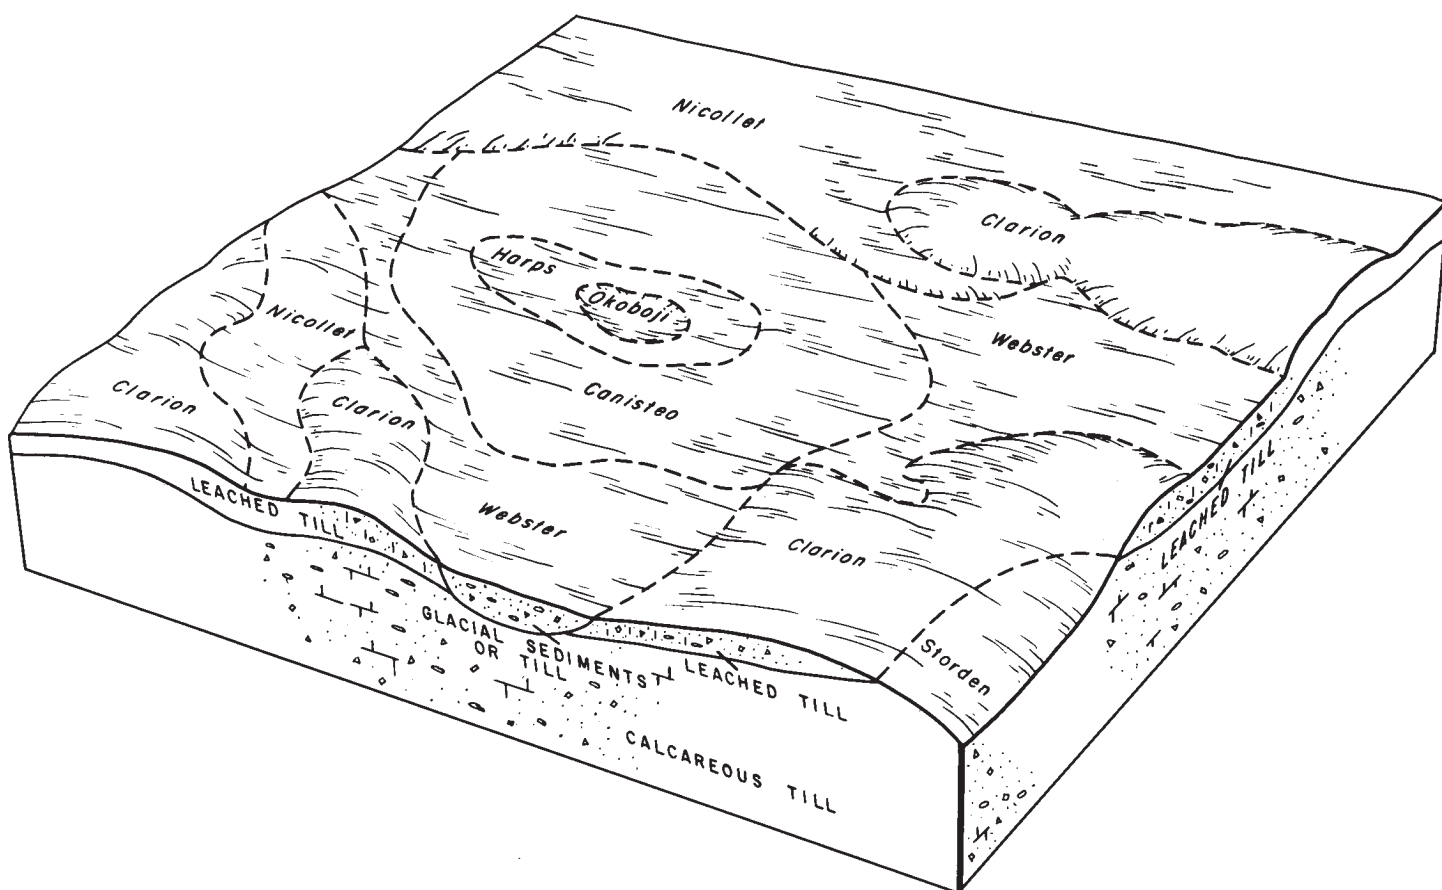 Nicollet
Clarion
Harps
Okoboji
Nicollet
Webster
Clarion
Clarion
Canisteo
LEACHED TILL
Webster
Clarion
LEACHED TILL
GLACIAL SEDIMENTS
OR TILL
LEACHED TILL
Storden
CALCAREOUS TILL